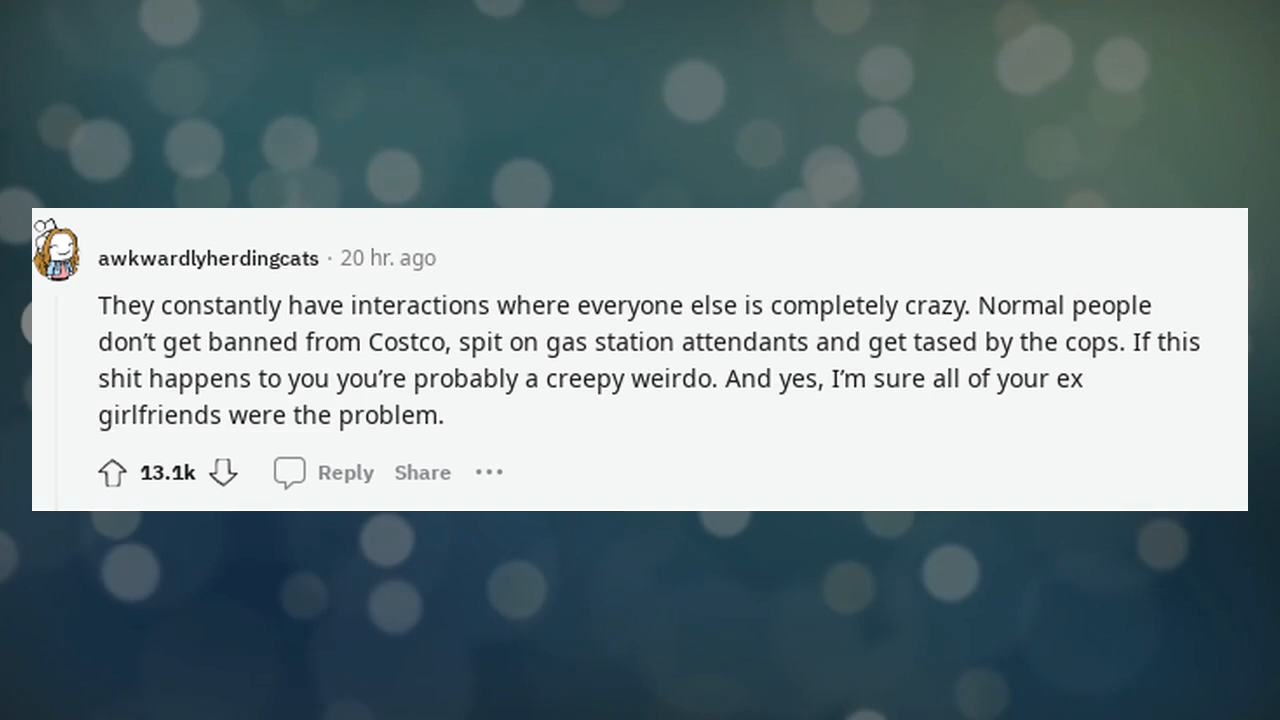 awkwardlyherdingcats · 20 hr. ago
They constantly have interactions where everyone else is completely crazy. Normal people
don’t get banned from Costco, spit on gas station attendants and get tased by the cops. If this
shit happens to you you’re probably a creepy weirdo. And yes, I’m sure all of your ex
girlfriends were the problem.
13.1k Reply Share ···